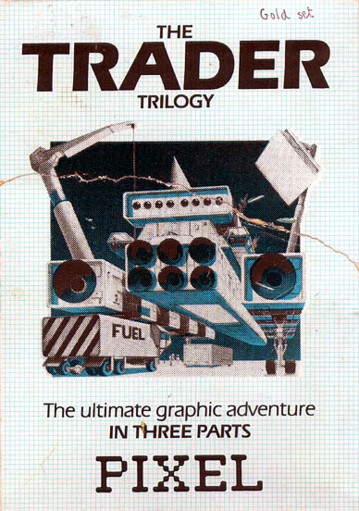 Gold set
THE
TRADER
TRILOGY
FUEL
The ultimate graphic adventure
IN THREE PARTS
PIXEL